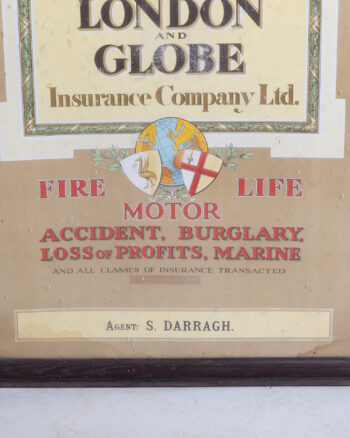 LONDON
AND
GLOBE
Insurance Company Ltd.
FIRE LIFE
MOTOR
ACCIDENT, BURGLARY,
LOSS OF PROFITS, MARINE
AND ALL CLASSES OF INSURANCE TRANSACTED
AGENT: S. DARRAGH.